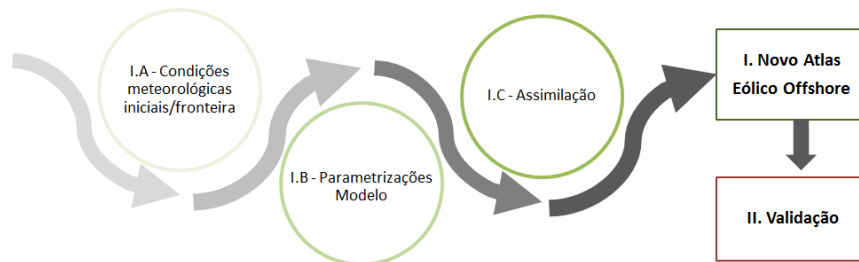 I.A - Condições
meteorológicas
iniciais/fronteira
I.B - Parametrizações
Modelo
I.C - Assimilação
I. Novo Atlas
Eólico Offshore
II. Validação